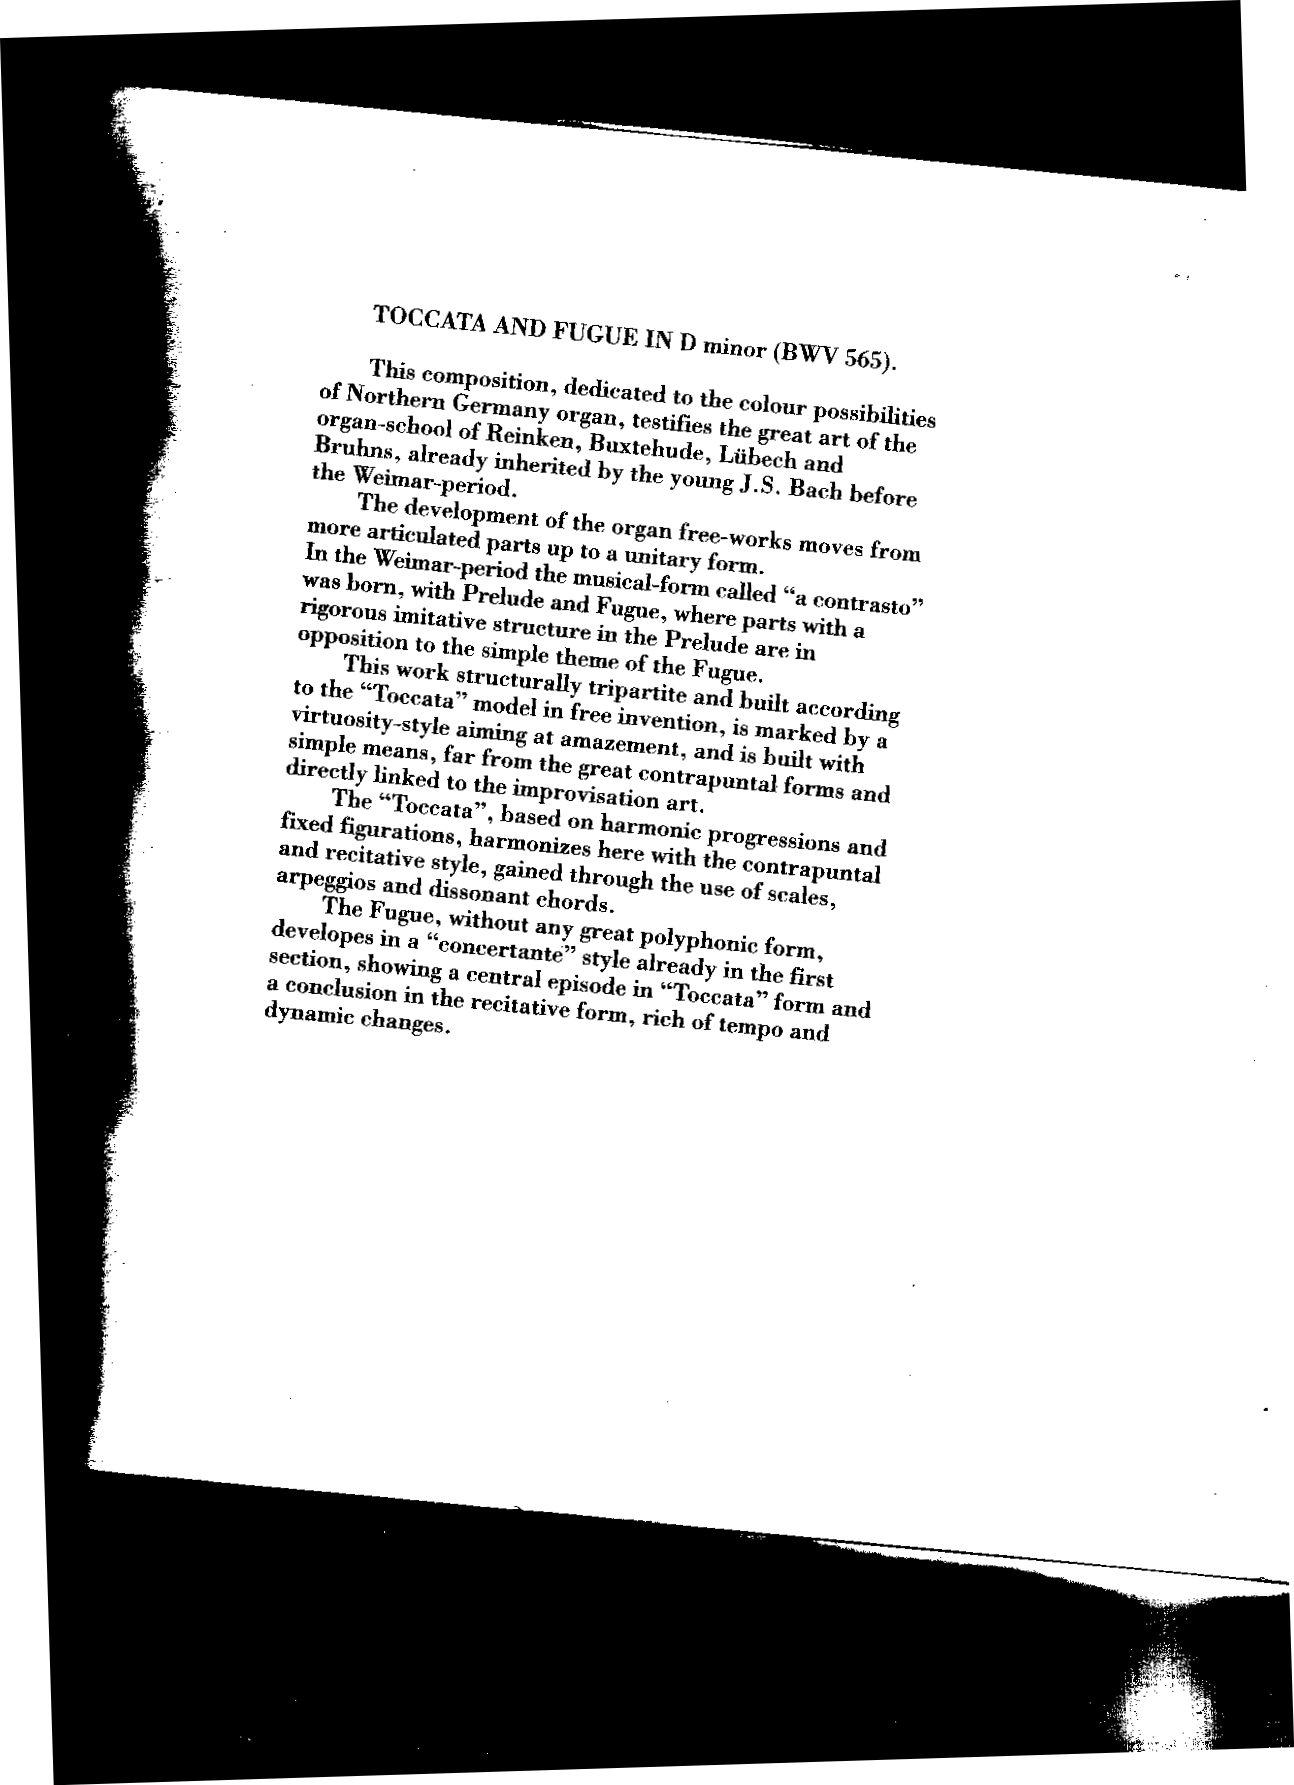 TOCCATA AND FUGUE IN D minor (BWV 565).
This composition, dedicated to the colour possibilities
of Northern Germany organ, testifies the great art of the
organ-school of Reinken, Buxtehude, Lübech and
Bruhns, already inherited by the young J.S. Bach before
the Weimar-period.
The development of the organ free-works moves from
more articulated parts up to a unitary form.
In the Weimar-period the musical-form called “a contrasto”
was born, with Prelude and Fugue, where parts with a
rigorous imitative structure in the Prelude are in
opposition to the simple theme of the Fugue.
This work structurally tripartite and built according
to the “Toccata” model in free invention, is marked by a
virtuosity-style aiming at amazement, and is built with
simple means, far from the great contrapuntal forms and
directly linked to the improvisation art.
The “Toccata”, based on harmonic progressions and
fixed figurations, harmonizes here with the contrapuntal
and recitative style, gained through the use of scales,
arpeggios and dissonant chords.
The Fugue, without any great polyphonic form,
developes in a “concertante” style already in the first
section, showing a central episode in “Toccata” form and
a conclusion in the recitative form, rich of tempo and
dynamic changes.